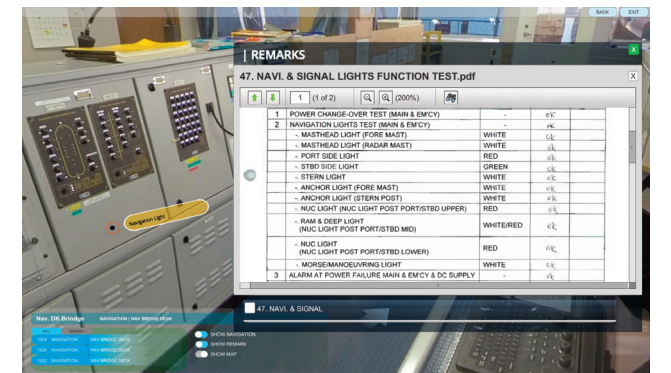 BACK EXIT
| REMARKS X
47. NAVI. & SIGNAL LIGHTS FUNCTION TEST.pdf X
1 (1 of 2) (200%)
1 POWER CHANGE-OVER TEST (MAIN & EM'CY) - ok
2 NAVIGATION LIGHTS TEST (MAIN & EM'CY) - ok
-. MASTHEAD LIGHT (FORE MAST) WHITE ok
-. MASTHEAD LIGHT (RADAR MAST) WHITE ok
-. PORT SIDE LIGHT RED ok
-. STBD SIDE LIGHT GREEN ok
-. STERN LIGHT WHITE ok
-. ANCHOR LIGHT (FORE MAST) WHITE ok
-. ANCHOR LIGHT (STERN POST) WHITE ok
-. NUC LIGHT (NUC LIGHT POST PORT/STBD UPPER) RED ok
-. RAM & DEEP LIGHT
(NUC LIGHT POST PORT/STBD MID) WHITE/RED ok
-. NUC LIGHT
(NUC LIGHT POST PORT/STBD LOWER) RED ok
-. MORSE/MANOEUVRING LIGHT WHITE ok
3 ALARM AT POWER FAILURE MAIN & EM'CY & DC SUPPLY - ok
Navigation Light
47. NAVI. & SIGNAL
Nav. DK.Brindge NAVIGATION | NAV BRIDGE DECK
NAVIGATION NAV BRIDGE DECK
NAVIGATION NAV BRIDGE DECK
NAVIGATION NAV BRIDGE DECK
SHOW NAVIGATION
SHOW REMARK
SHOW MAP